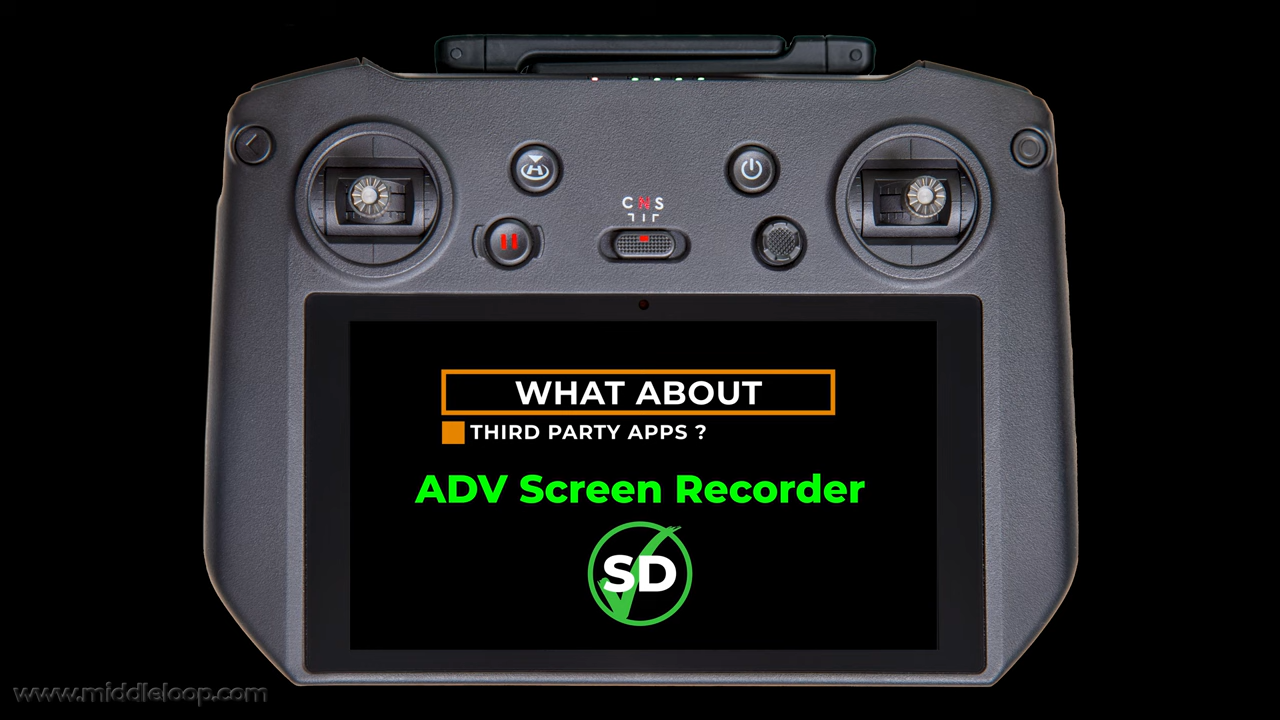 C N S
WHAT ABOUT
THIRD PARTY APPS ?
ADV Screen Recorder
SD
www.middleloop.com